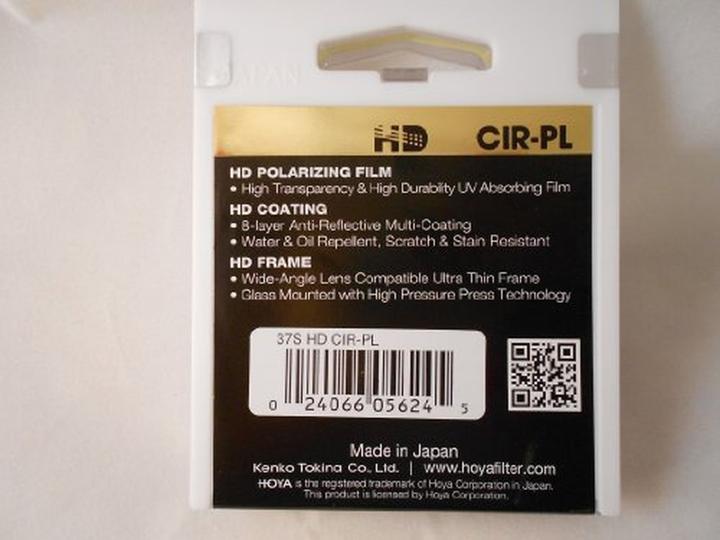 JAPAN
HD CIR-PL
HD POLARIZING FILM
• High Transparency & High Durability UV Absorbing Film
HD COATING
• 8-layer Anti-Reflective Multi-Coating
• Water & Oil Repellent, Scratch & Stain Resistant
HD FRAME
• Wide-Angle Lens Compatible Ultra Thin Frame
• Glass Mounted with High Pressure Press Technology
37S HD CIR-PL
0 24066 05624 5
Made in Japan
Kenko Tokina Co., Ltd. | www.hoyafilter.com
HOYA is the registered trademark of Hoya Corporation in Japan.
This product is licensed by Hoya Corporation.